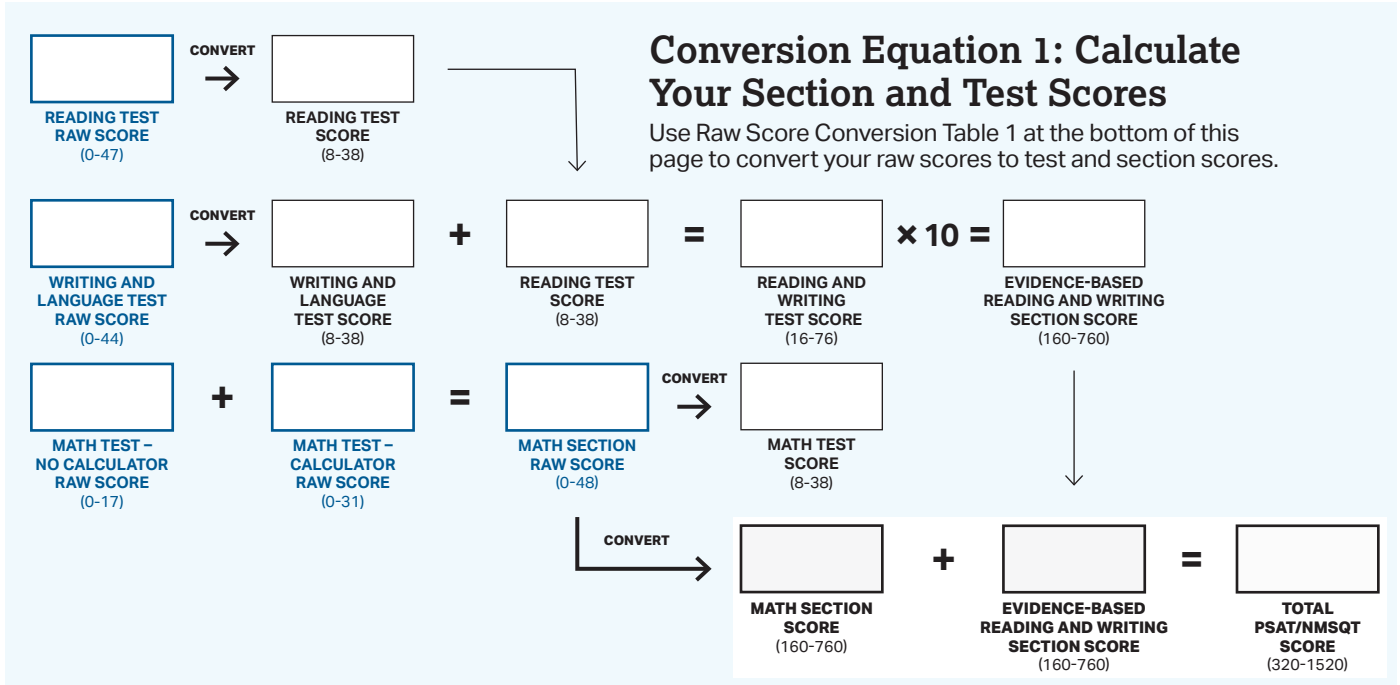 Conversion Equation 1: Calculate
Your Section and Test Scores
Use Raw Score Conversion Table 1 at the bottom of this
page to convert your raw scores to test and section scores.
CONVERT
READING TEST
RAW SCORE
(0-47)
READING TEST
SCORE
(8-38)
CONVERT
+
=
× 10 =
WRITING AND
LANGUAGE TEST
RAW SCORE
(0-44)
WRITING AND
LANGUAGE
TEST SCORE
(8-38)
READING TEST
SCORE
(8-38)
READING AND
WRITING
TEST SCORE
(16-76)
EVIDENCE-BASED
READING AND WRITING
SECTION SCORE
(160-760)
+
=
CONVERT
MATH TEST –
NO CALCULATOR
RAW SCORE
(0-17)
MATH TEST –
CALCULATOR
RAW SCORE
(0-31)
MATH SECTION
RAW SCORE
(0-48)
MATH TEST
SCORE
(8-38)
CONVERT
+
=
MATH SECTION
SCORE
(160-760)
EVIDENCE-BASED
READING AND WRITING
SECTION SCORE
(160-760)
TOTAL
PSAT/NMSQT
SCORE
(320-1520)